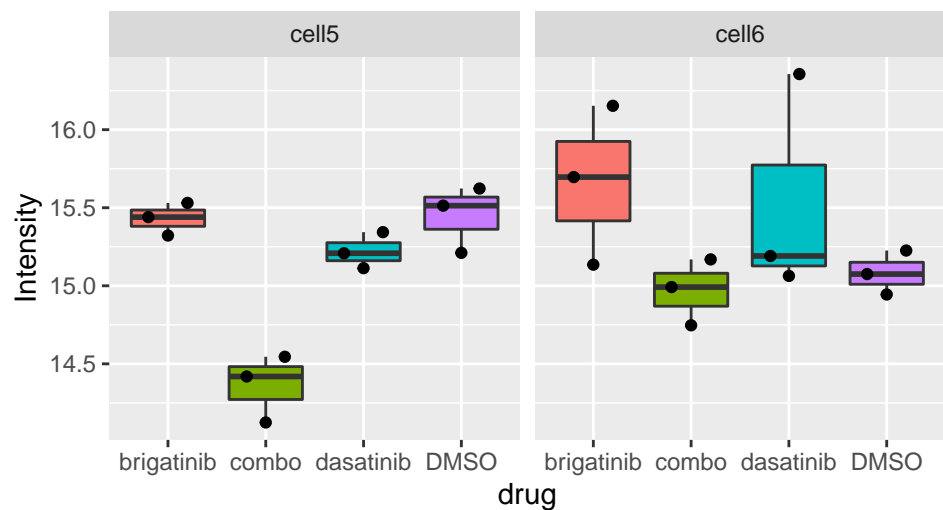 cell5 cell6
Intensity
16.0
15.5
15.0
14.5
brigatinib combo dasatinib DMSO brigatinib combo dasatinib DMSO
drug